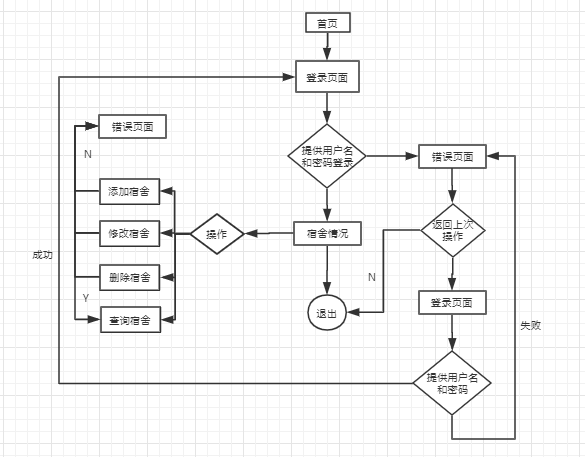 首页
登录页面
错误页面
N
提供用户名
和密码登录
错误页面
添加宿舍
修改宿舍
操作
宿舍情况
返回上次
操作
成功
删除宿舍
N
Y
查询宿舍
退出
登录页面
失败
提供用户名
和密码